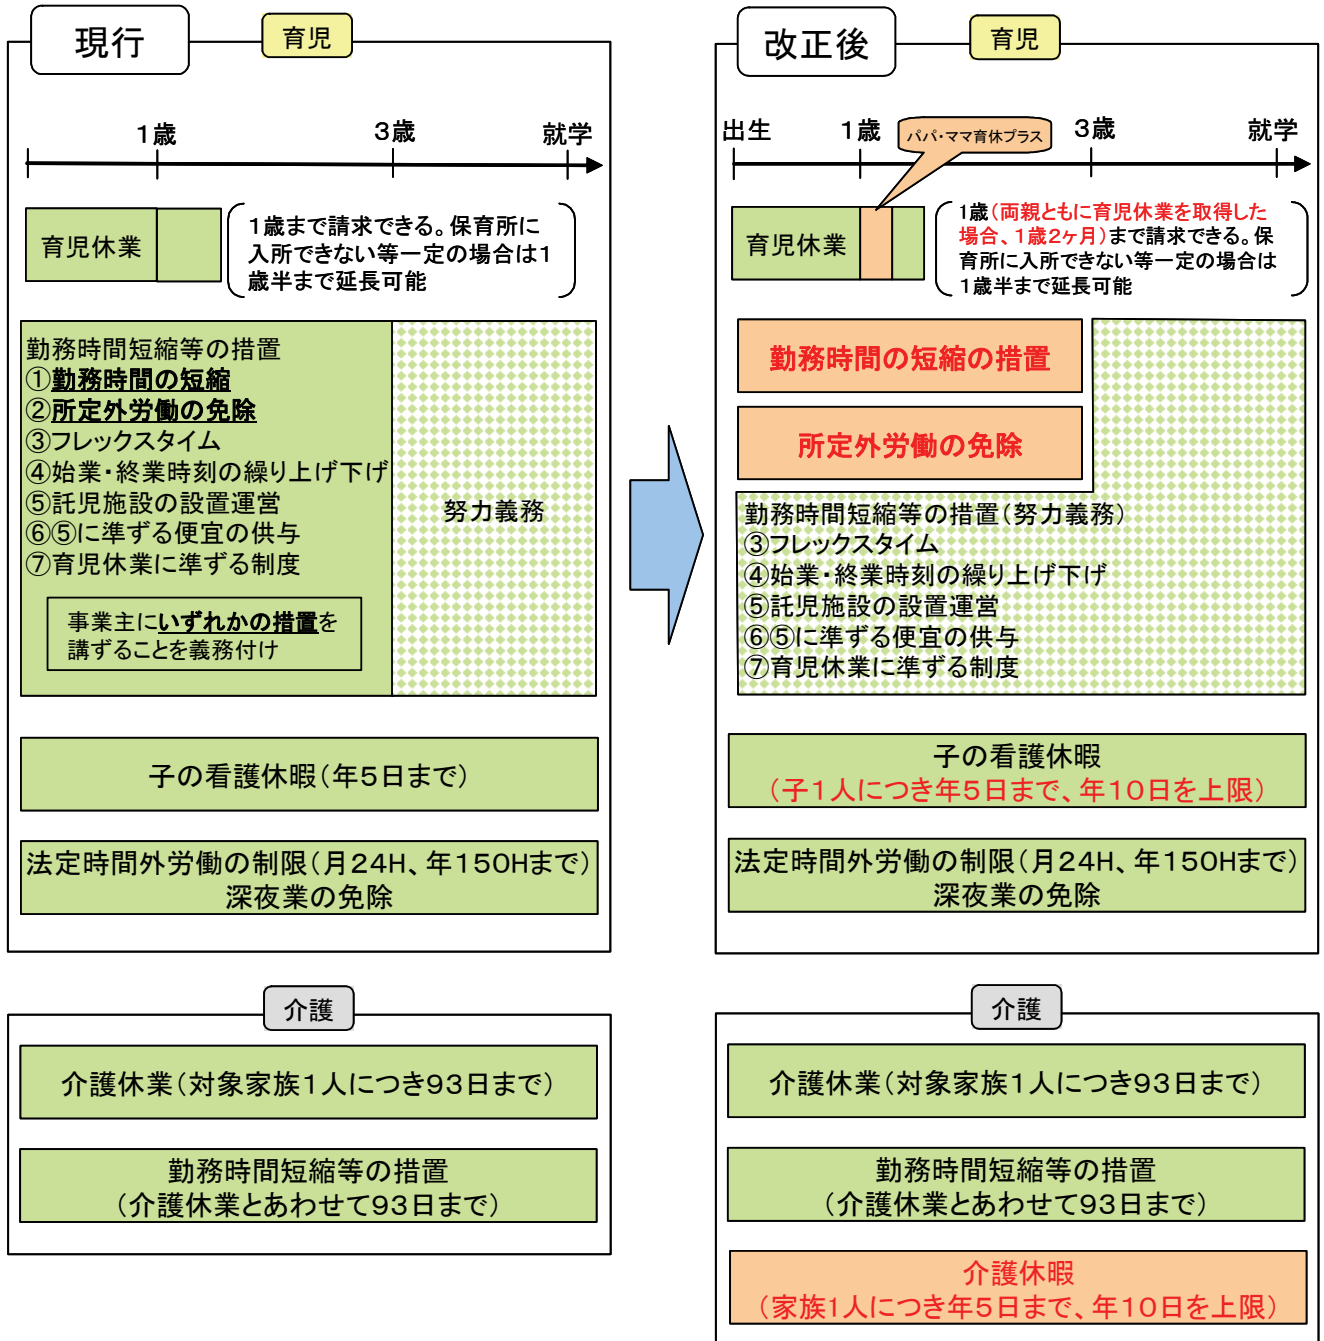 現行
育児
1歳
3歳
就学
育児休業
1歳まで請求できる。保育所に
入所できない等一定の場合は1
歳半まで延長可能
勤務時間短縮等の措置
①勤務時間の短縮
②所定外労働の免除
③フレックスタイム
④始業・終業時刻の繰り上げ下げ
⑤託児施設の設置運営
⑥⑤に準ずる便宜の供与
⑦育児休業に準ずる制度
事業主にいずれかの措置を
講ずることを義務付け
努力義務
子の看護休暇(年5日まで)
法定時間外労働の制限(月24H、年150Hまで)
深夜業の免除
介護
介護休業(対象家族1人につき93日まで)
勤務時間短縮等の措置
(介護休業とあわせて93日まで)
改正後
育児
出生
1歳
パパ・ママ育休プラス
3歳
就学
育児休業
1歳(両親ともに育児休業を取得した
場合、1歳2ヶ月)まで請求できる。保
育所に入所できない等一定の場合は
1歳半まで延長可能
勤務時間の短縮の措置
所定外労働の免除
勤務時間短縮等の措置(努力義務)
③フレックスタイム
④始業・終業時刻の繰り上げ下げ
⑤託児施設の設置運営
⑥⑤に準ずる便宜の供与
⑦育児休業に準ずる制度
子の看護休暇
(子1人につき年5日まで、年10日を上限)
法定時間外労働の制限(月24H、年150Hまで)
深夜業の免除
介護
介護休業(対象家族1人につき93日まで)
勤務時間短縮等の措置
(介護休業とあわせて93日まで)
介護休暇
(家族1人につき年5日まで、年10日を上限)